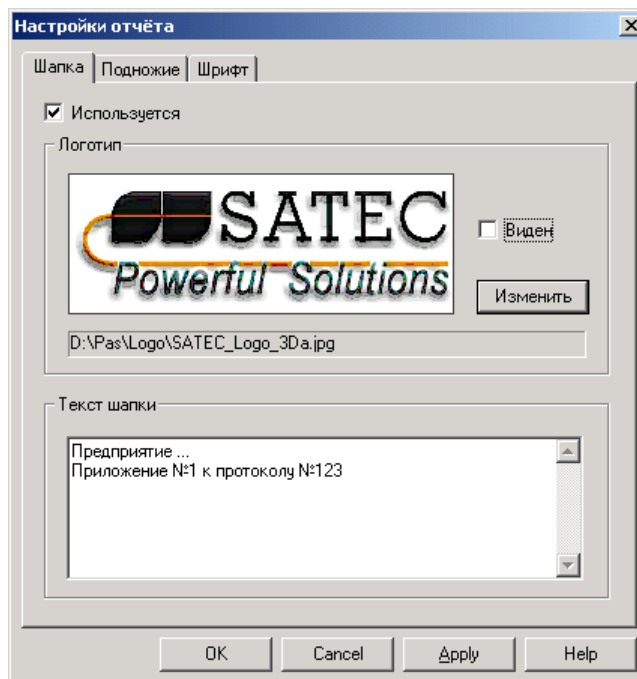 Настройки отчёта
Шапка Подножие Шрифт
Используется
Логотип
SATEC
Powerful Solutions
Виден
Изменить
D:\Pas\Logo\SATEC_Logo_3Da.jpg
Текст шапки
Предприятие ...
Приложение №1 к протоколу №123
OK Cancel Apply Help